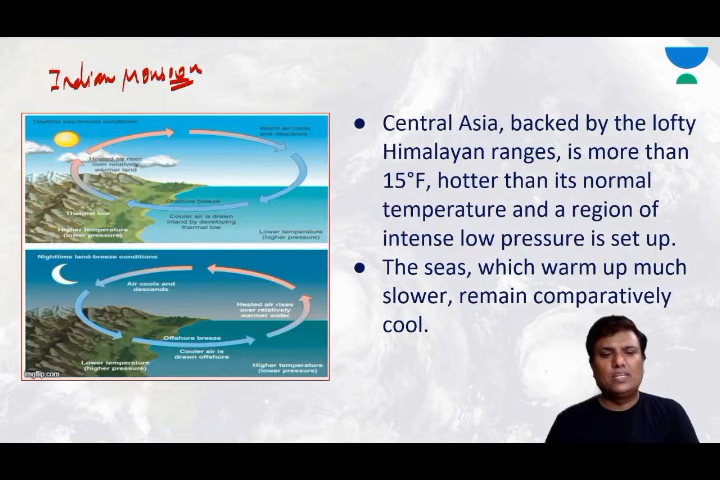 Indian Monsoon
Daytime sea-breeze conditions
Warm air cools
and descends
Heated air rises
over relatively
warmer land
Onshore breeze
Thermal low
Cooler air is drawn
inland by developing
thermal low
Higher temperature
(lower pressure)
Lower temperature
(higher pressure)
Nighttime land-breeze conditions
Air cools and
descends
Heated air rises
over relatively
warmer water
Offshore breeze
Cooler air is
drawn offshore
Lower temperature
(higher pressure)
Higher temperature
(lower pressure)
imgflip.com
● Central Asia, backed by the lofty
Himalayan ranges, is more than
15°F, hotter than its normal
temperature and a region of
intense low pressure is set up.
● The seas, which warm up much
slower, remain comparatively
cool.